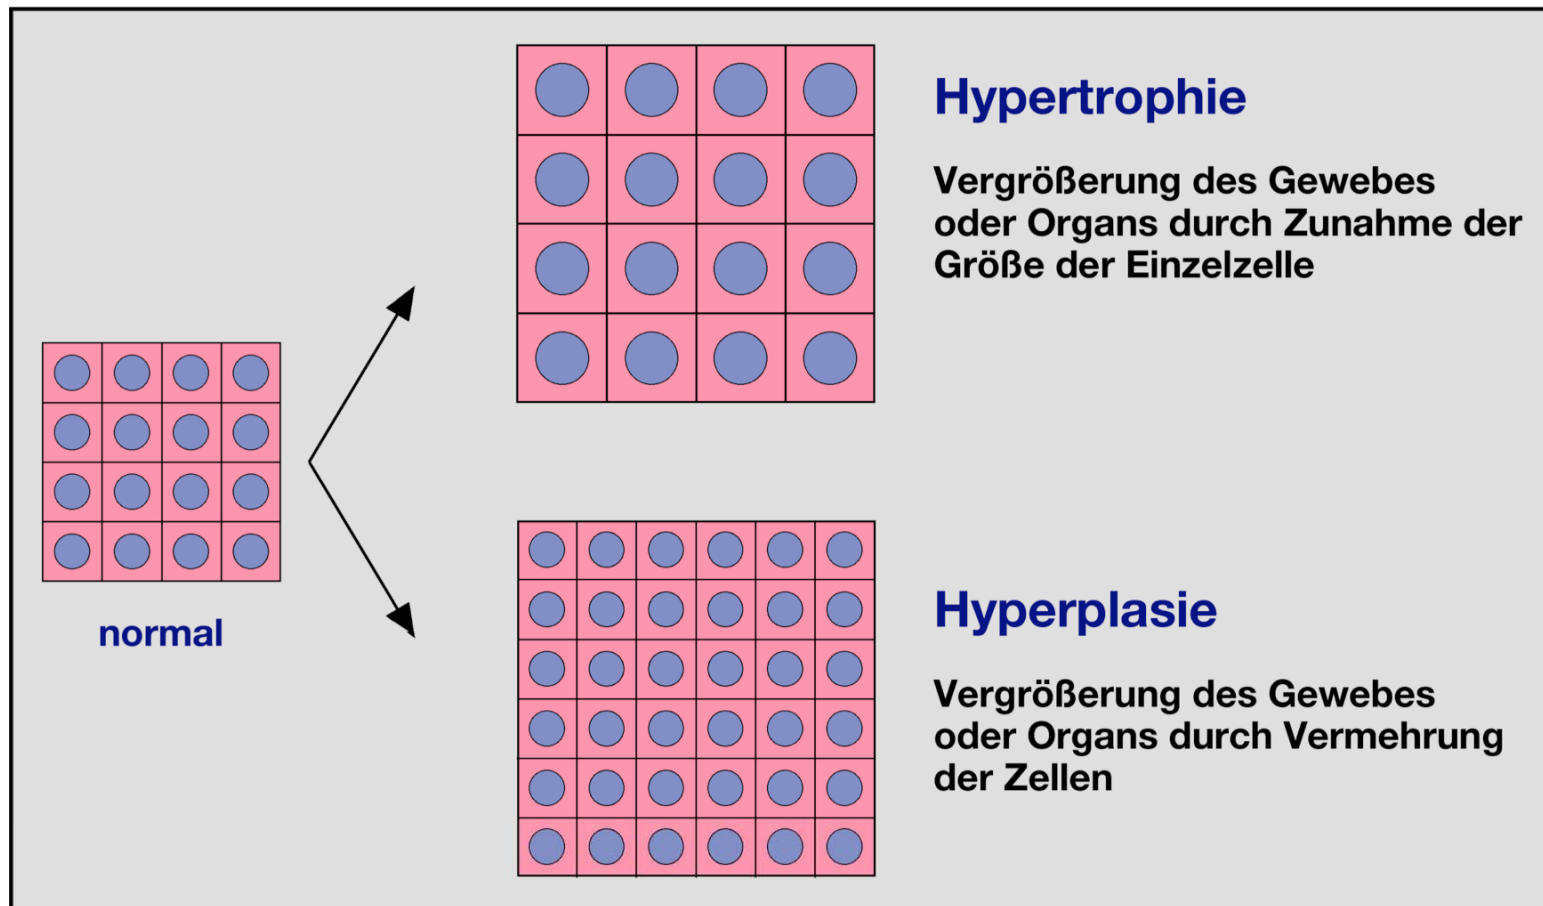 Hypertrophie
Vergrößerung des Gewebes
oder Organs durch Zunahme der
Größe der Einzelzelle
normal
Hyperplasie
Vergrößerung des Gewebes
oder Organs durch Vermehrung
der Zellen